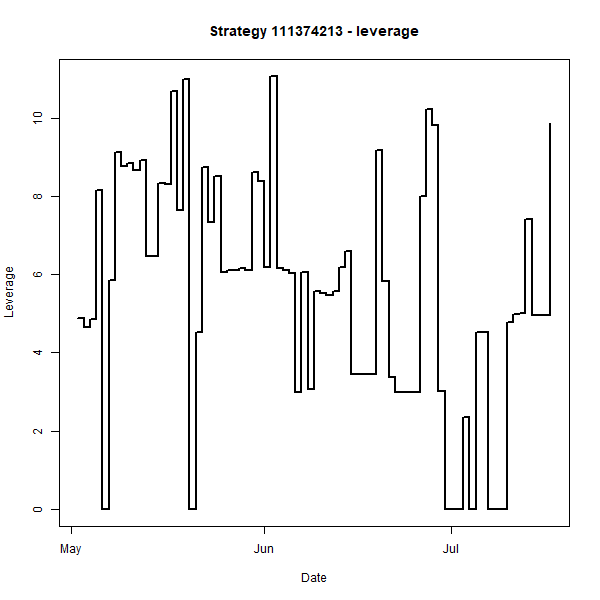 Strategy 111374213 - leverage
10
8
6
4
2
0
Leverage
May
Jun
Jul
Date